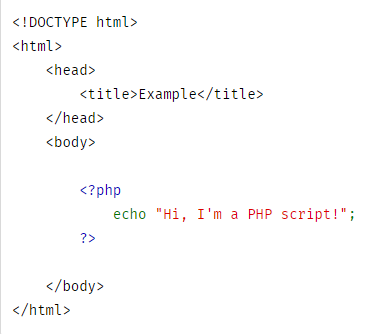 <!DOCTYPE html>
<html>
    <head>
        <title>Example</title>
    </head>
    <body>

        <?php
            echo "Hi, I'm a PHP script!";
        ?>

    </body>
</html>